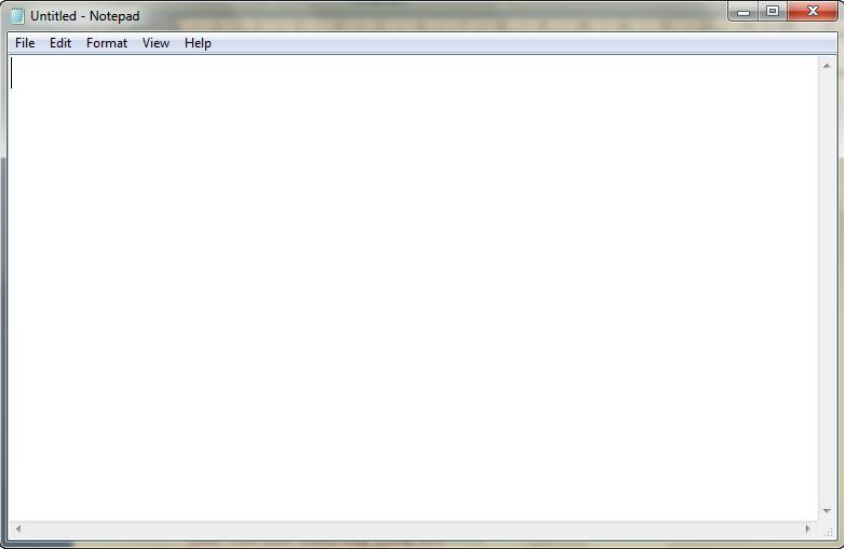 Untitled - Notepad
File Edit Format View Help